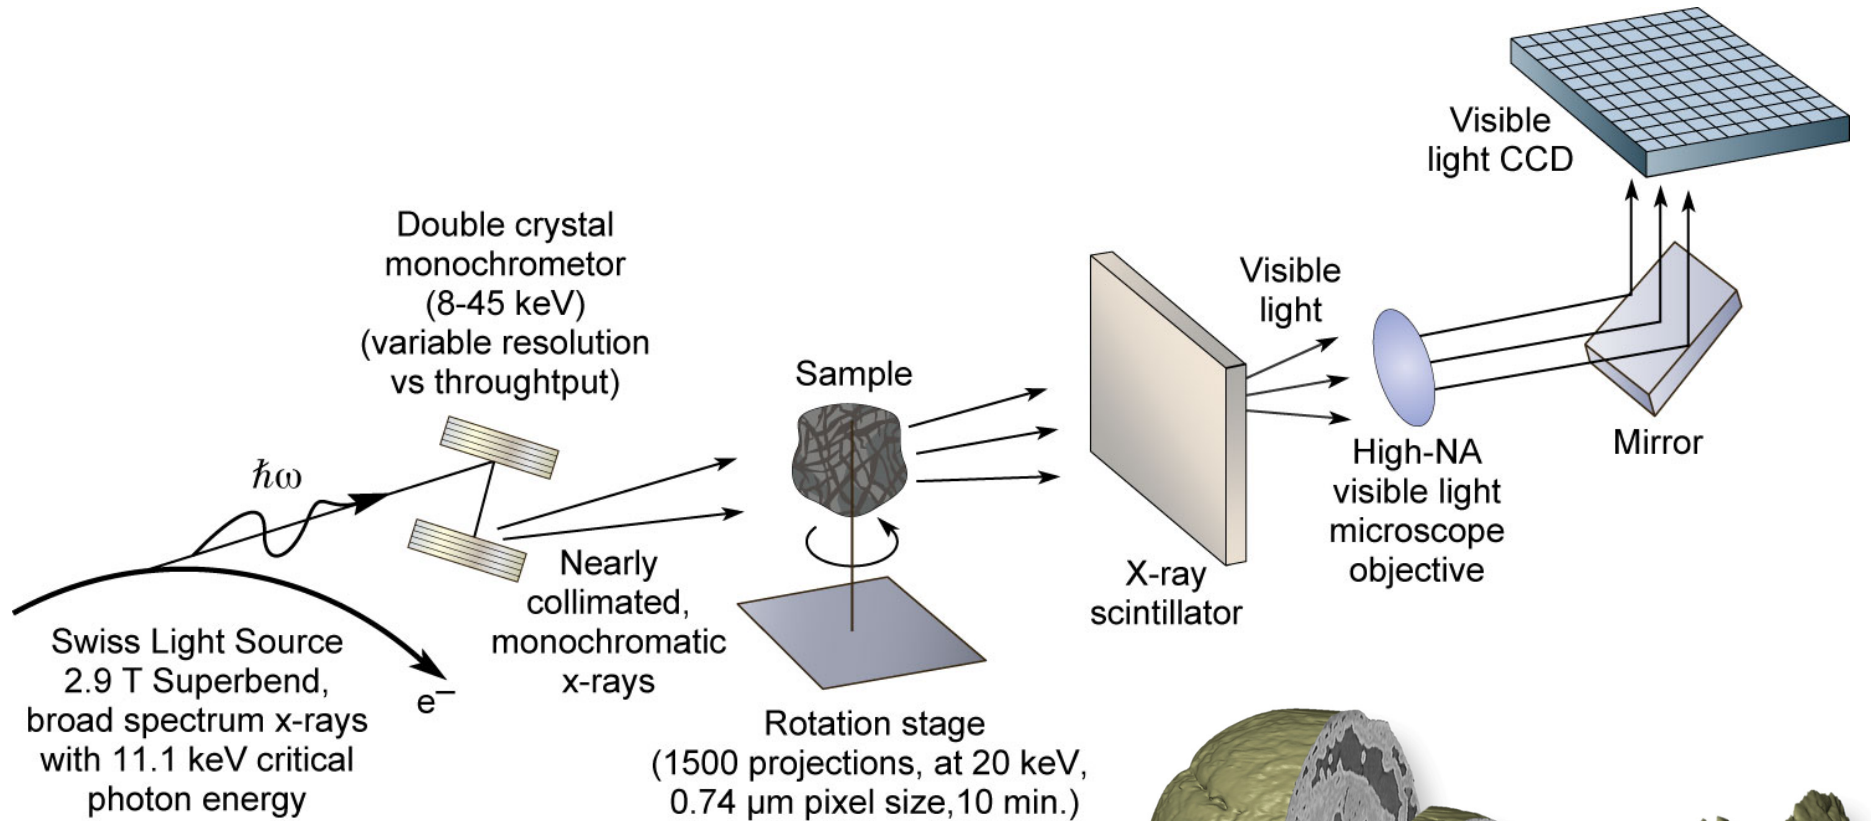 Visible
light CCD
Double crystal
monochrometor
(8-45 keV)
(variable resolution
vs throughtput)
Visible
light
Sample
Mirror
High-NA
visible light
microscope
objective
ℏω
Nearly
collimated,
monochromatic
x-rays
X-ray
scintillator
Swiss Light Source
2.9 T Superbend,
broad spectrum x-rays
with 11.1 keV critical
photon energy
e⁻
Rotation stage
(1500 projections, at 20 keV,
0.74 µm pixel size,10 min.)